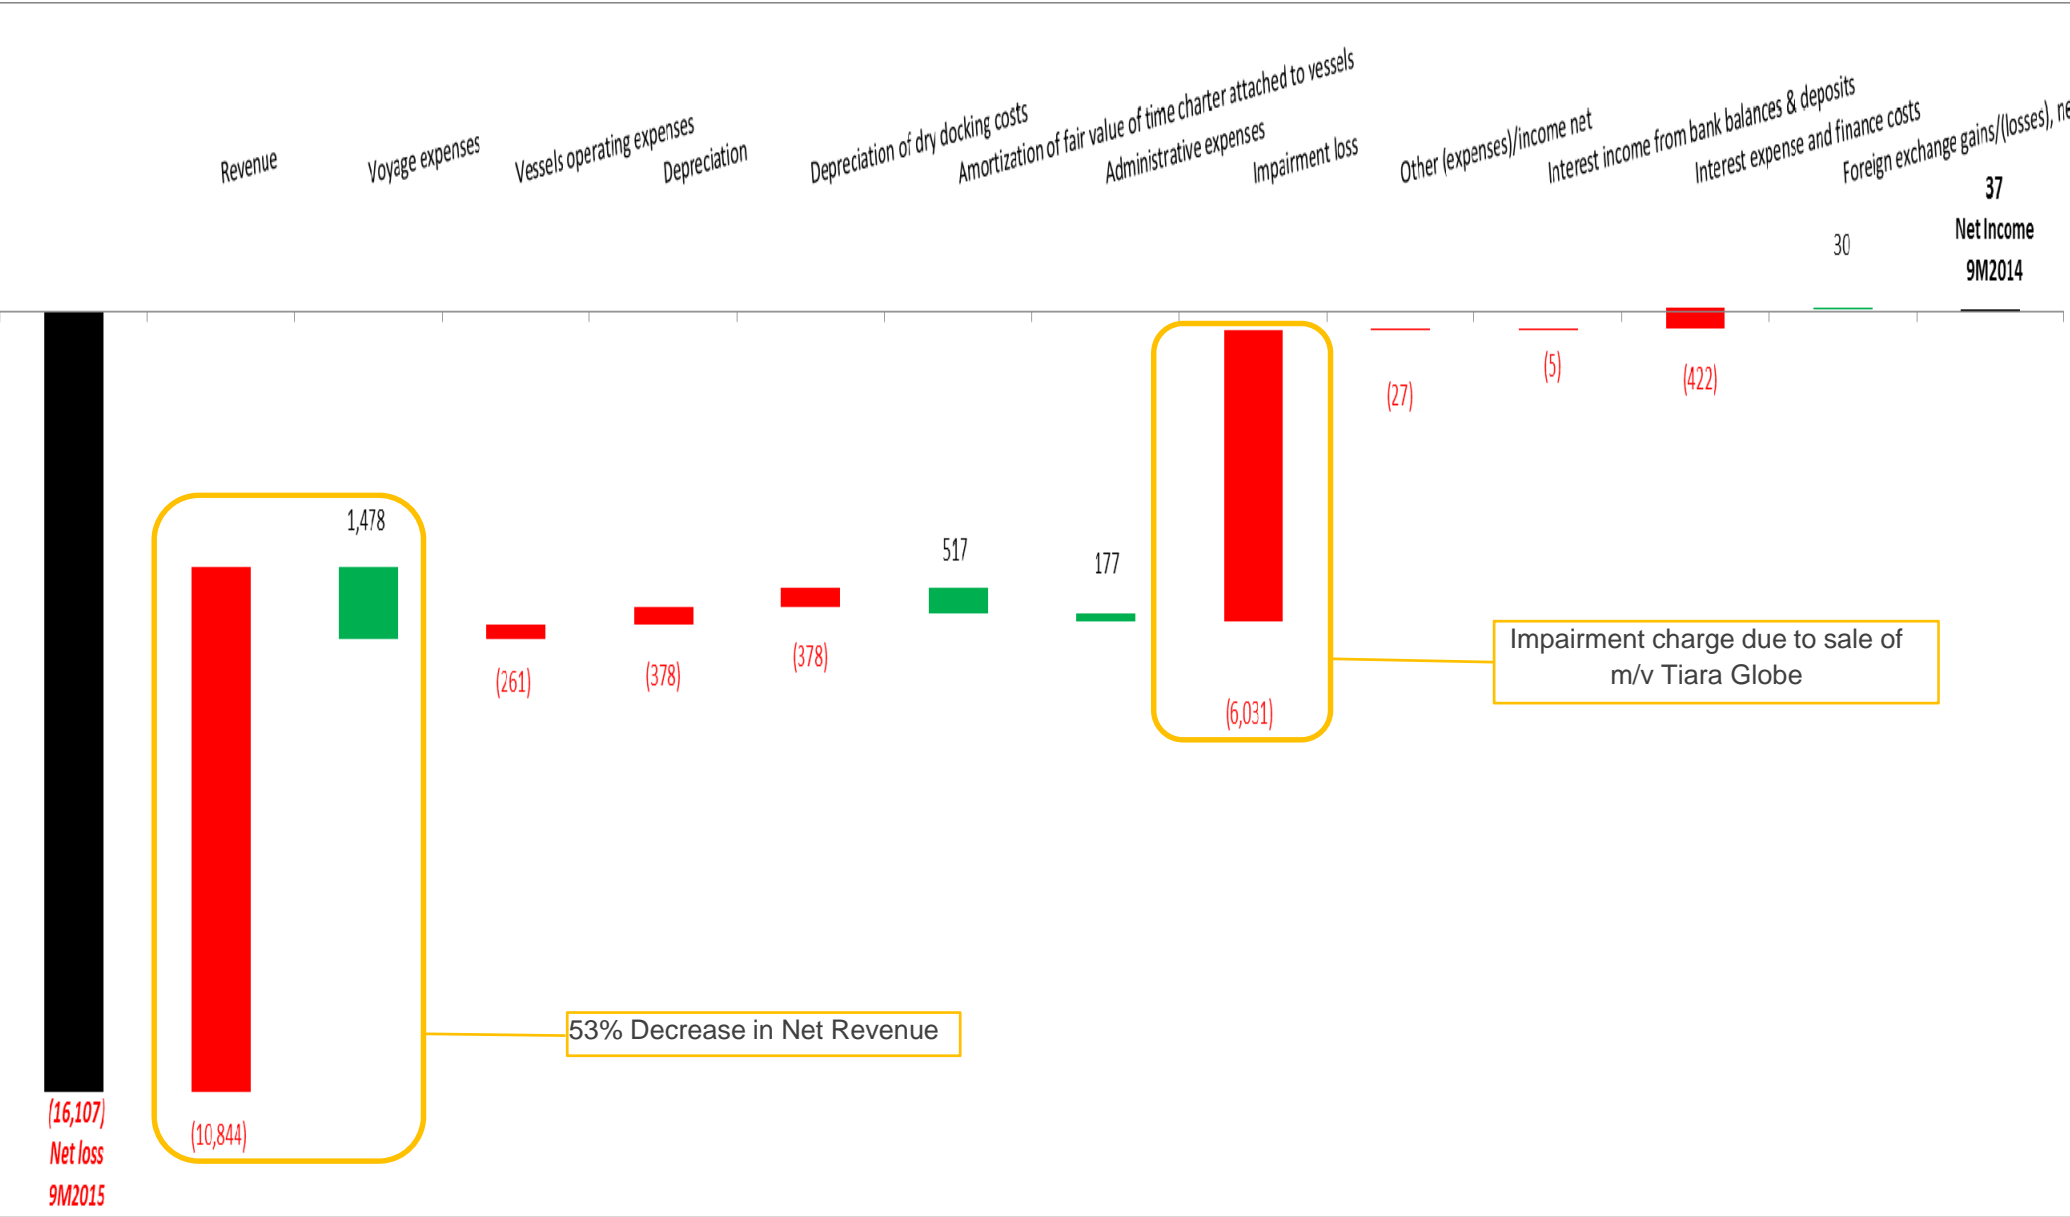 Revenue
Voyage expenses
Vessels operating expenses
Depreciation
Depreciation of dry docking costs
Amortization of fair value of time charter attached to vessels
Administrative expenses
Impairment loss
Other (expenses)/income net
Interest income from bank balances & deposits
Interest expense and finance costs
Foreign exchange gains/(losses), ne
37
Net Income
9M2014
30
(27)
(5)
(422)
1,478
517
177
(261)
(378)
(378)
(6,031)
Impairment charge due to sale of
m/v Tiara Globe
53% Decrease in Net Revenue
(16,107)
Net loss
9M2015
(10,844)